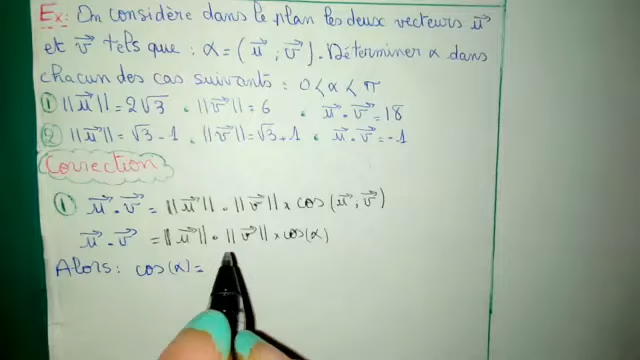 Ex: On considère dans le plan les deux vecteurs u⃗
et v⃗ tels que : α = (u⃗ ; v⃗). Déterminer α dans
chacun des cas suivants : 0 < α < π
① ||u⃗|| = 2√3 . ||v⃗|| = 6 . u⃗ · v⃗ = 18
② ||u⃗|| = √3 - 1 . ||v⃗|| = √3 + 1 . u⃗ · v⃗ = -1
Correction
① u⃗ · v⃗ = ||u⃗|| · ||v⃗|| × cos(u⃗ ; v⃗)
u⃗ · v⃗ = ||u⃗|| · ||v⃗|| × cos(α)
Alors : cos(α) =